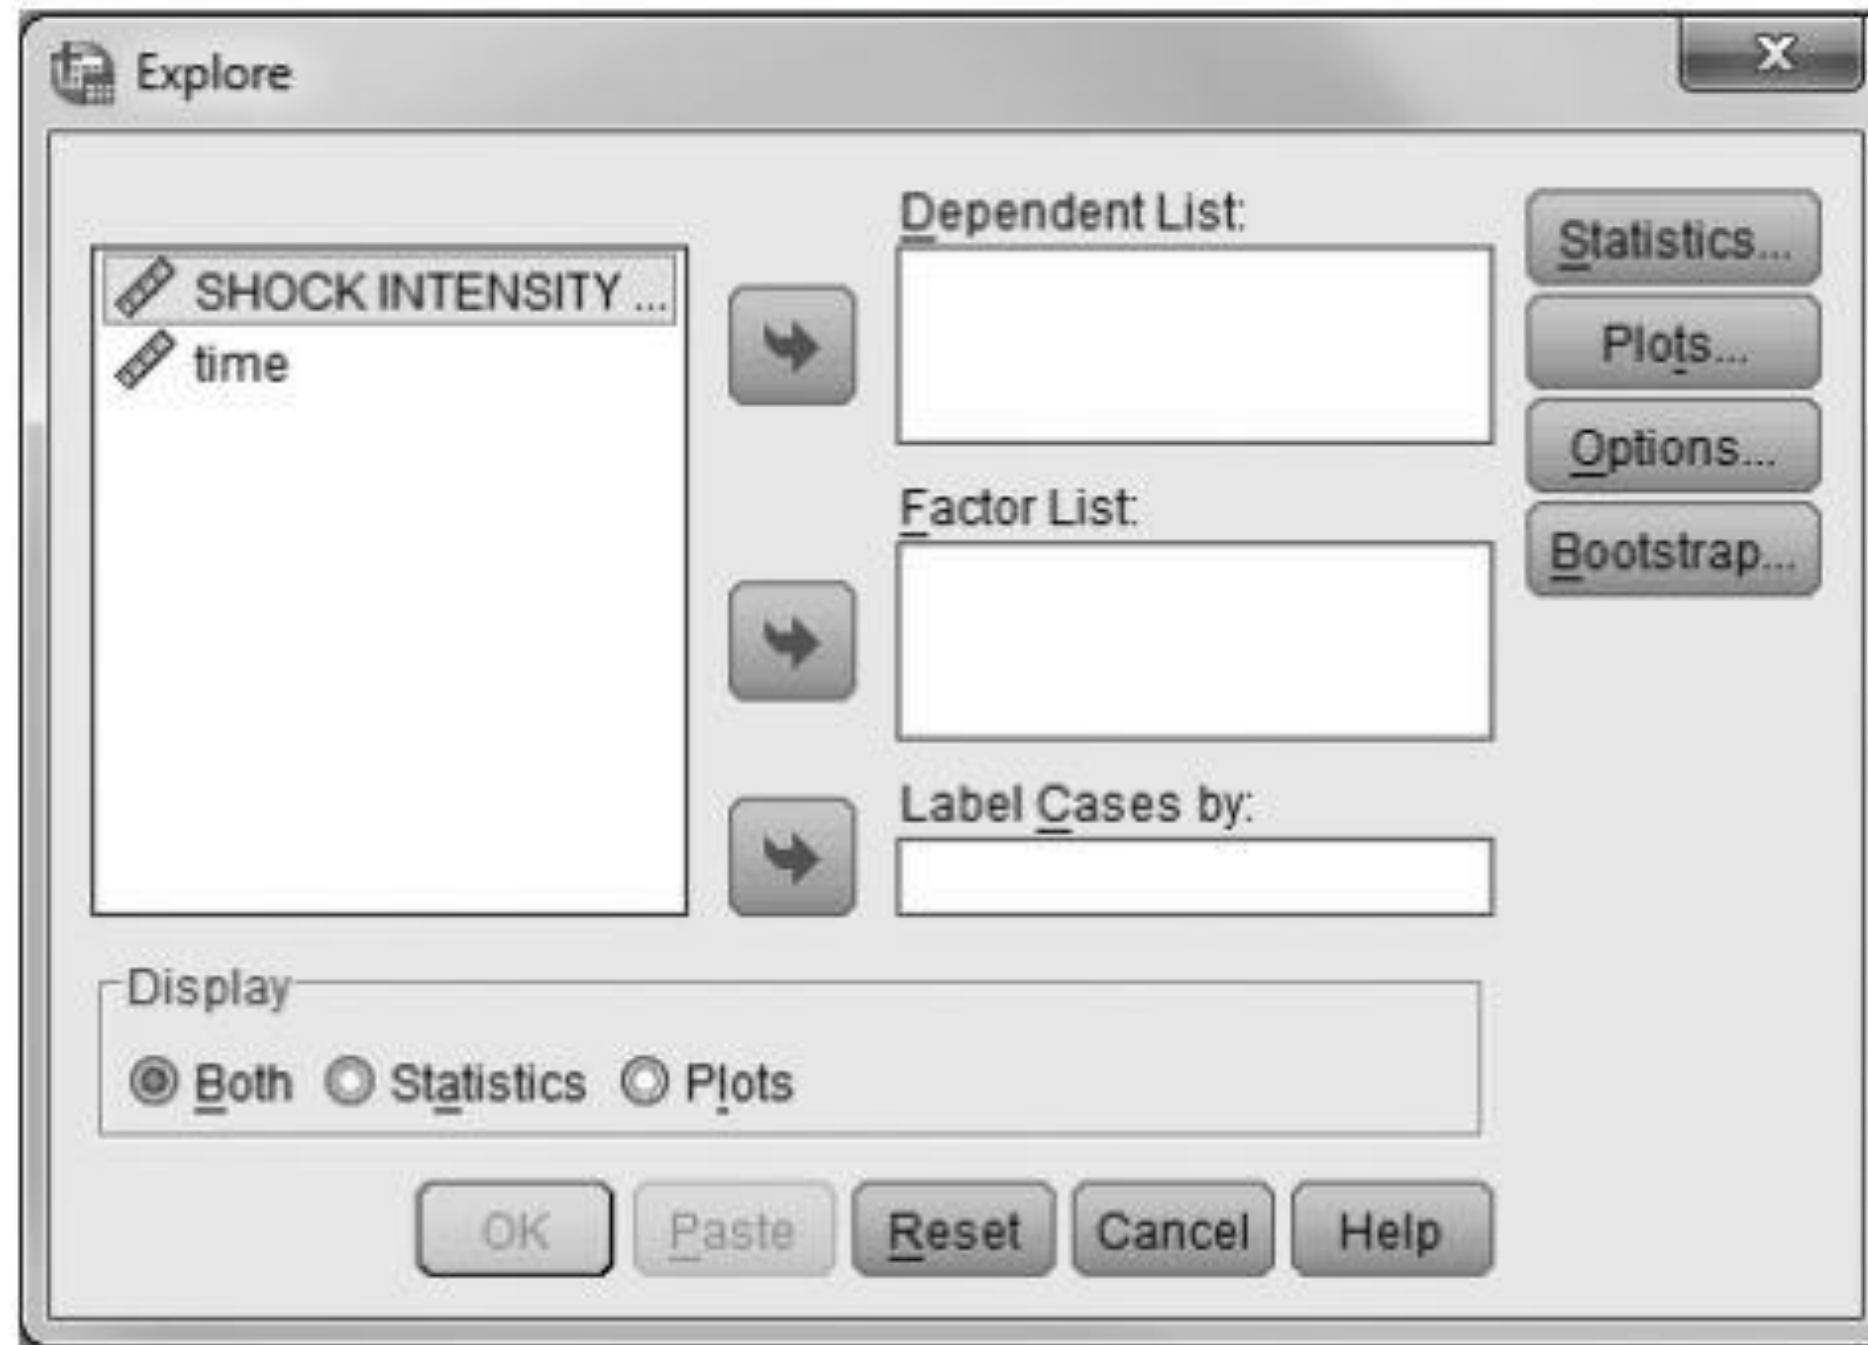 Explore
Dependent List:
SHOCK INTENSITY ...
time
Statistics...
Plots...
Options...
Bootstrap...
Factor List:
Label Cases by:
Display
Both Statistics Plots
OK Paste Reset Cancel Help